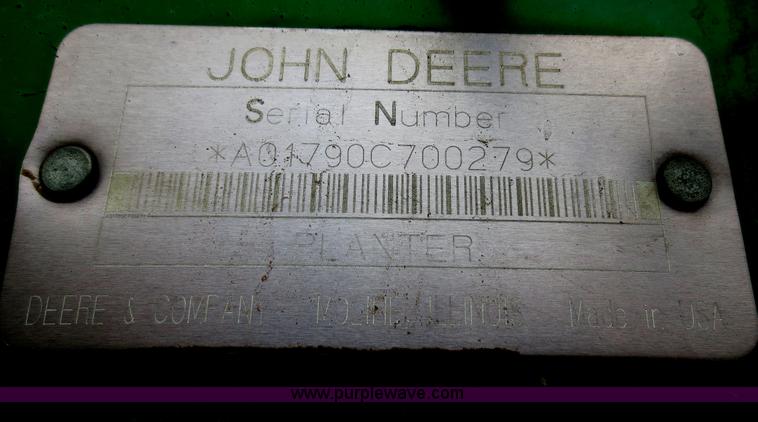 JOHN DEERE
Serial Number
*A01790C700279*
PLANTER
DEERE & COMPANY MOLINE, ILLINOIS Made in USA
www.purplewave.com